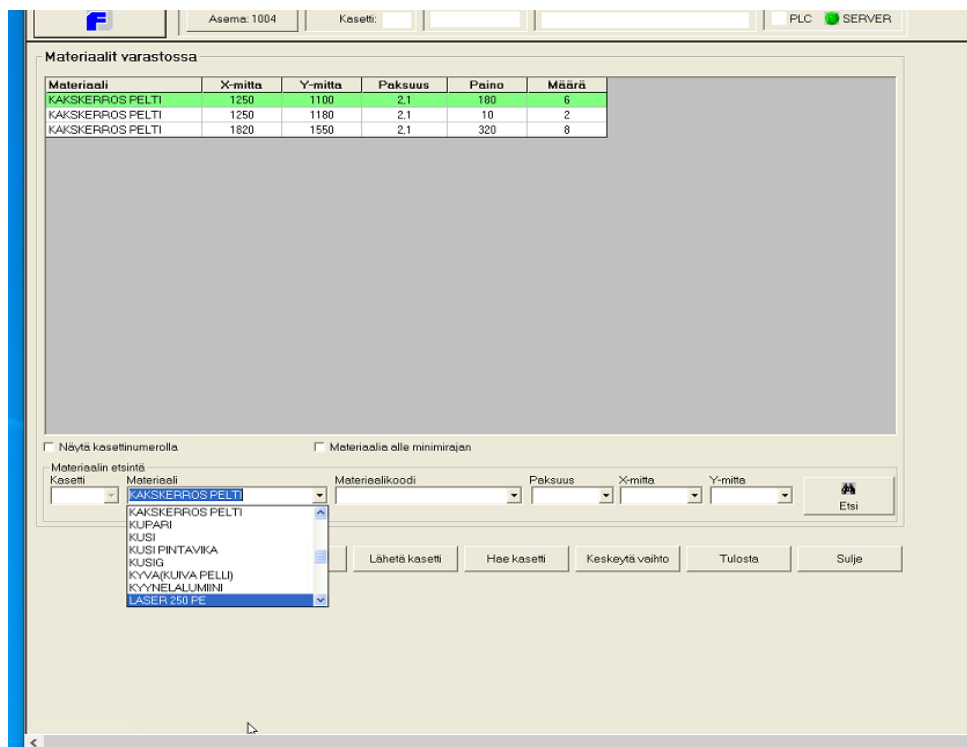 Asema: 1004 Kasetti: PLC SERVER
Materiaalit varastossa
Materiaali X-mitta Y-mitta Paksuus Paino Määrä
KAKSKERROS PELTI 1250 1100 2,1 180 6
KAKSKERROS PELTI 1250 1180 2,1 10 2
KAKSKERROS PELTI 1820 1550 2,1 320 8
Näytä kasettinumerolla Materiaalia alle minimirajan
Materiaalin etsintä
Kasetti Materiaali Materiaalikoodi Paksuus X-mitta Y-mitta
KAKSKERROS PELTI
Etsi
KAKSKERROS PELTI
KUPARI
KUSI
KUSI PINTAVIKA
KUSIG
KYVA(KUIVA PELLI)
KYYNELALUMIINI
LASER 250 PE
Lähetä kasetti Hae kasetti Keskeytä vaihto Tulosta Sulje